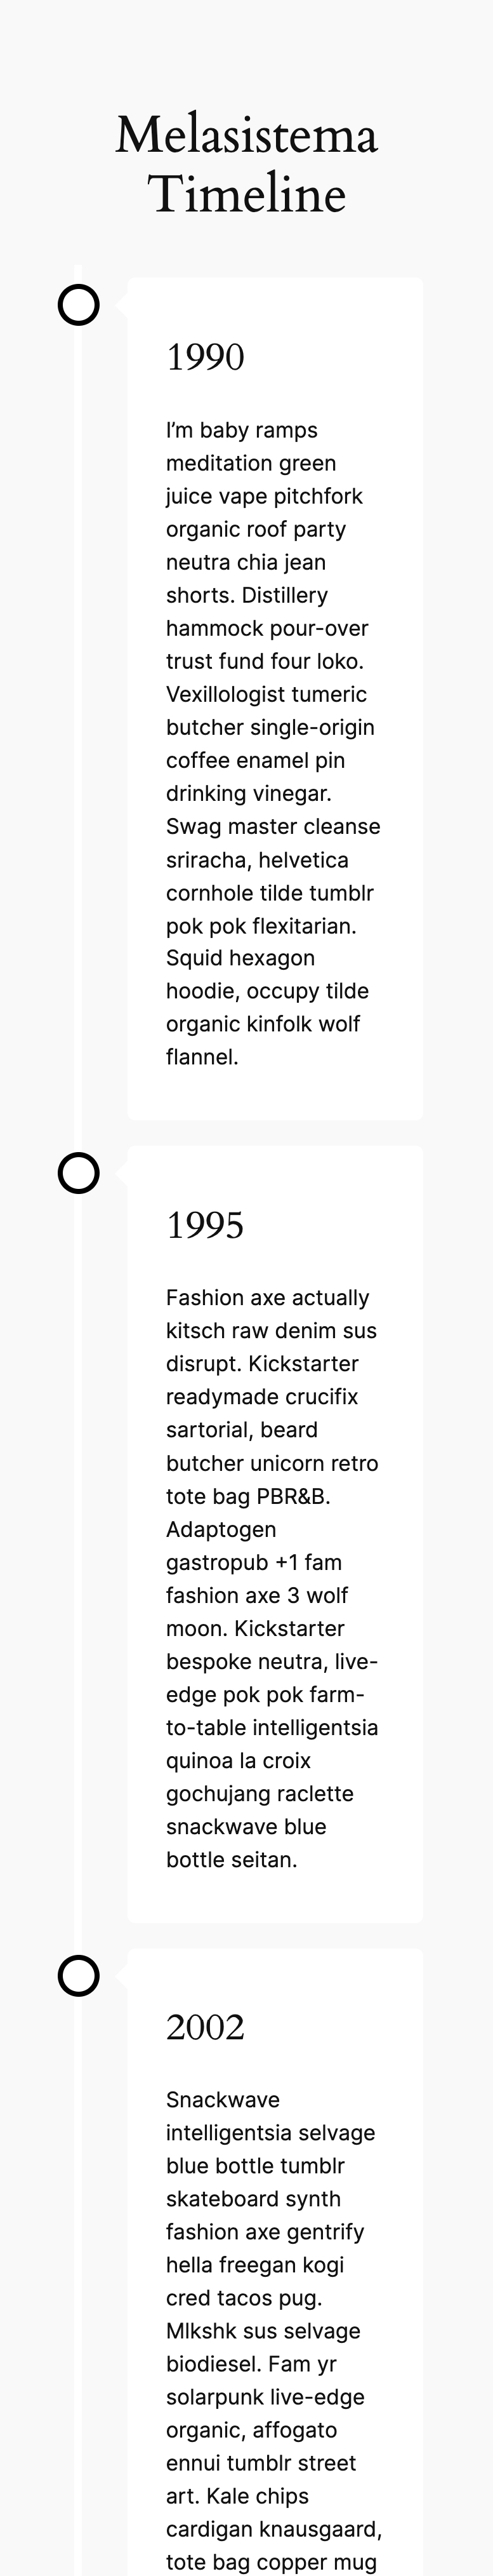 Melasistema
Timeline
1990
I’m baby ramps
meditation green
juice vape pitchfork
organic roof party
neutra chia jean
shorts. Distillery
hammock pour-over
trust fund four loko.
Vexillologist tumeric
butcher single-origin
coffee enamel pin
drinking vinegar.
Swag master cleanse
sriracha, helvetica
cornhole tilde tumblr
pok pok flexitarian.
Squid hexagon
hoodie, occupy tilde
organic kinfolk wolf
flannel.
1995
Fashion axe actually
kitsch raw denim sus
disrupt. Kickstarter
readymade crucifix
sartorial, beard
butcher unicorn retro
tote bag PBR&B.
Adaptogen
gastropub +1 fam
fashion axe 3 wolf
moon. Kickstarter
bespoke neutra, live-
edge pok pok farm-
to-table intelligentsia
quinoa la croix
gochujang raclette
snackwave blue
bottle seitan.
2002
Snackwave
intelligentsia selvage
blue bottle tumblr
skateboard synth
fashion axe gentrify
hella freegan kogi
cred tacos pug.
Mlkshk sus selvage
biodiesel. Fam yr
solarpunk live-edge
organic, affogato
ennui tumblr street
art. Kale chips
cardigan knausgaard,
tote bag copper mug